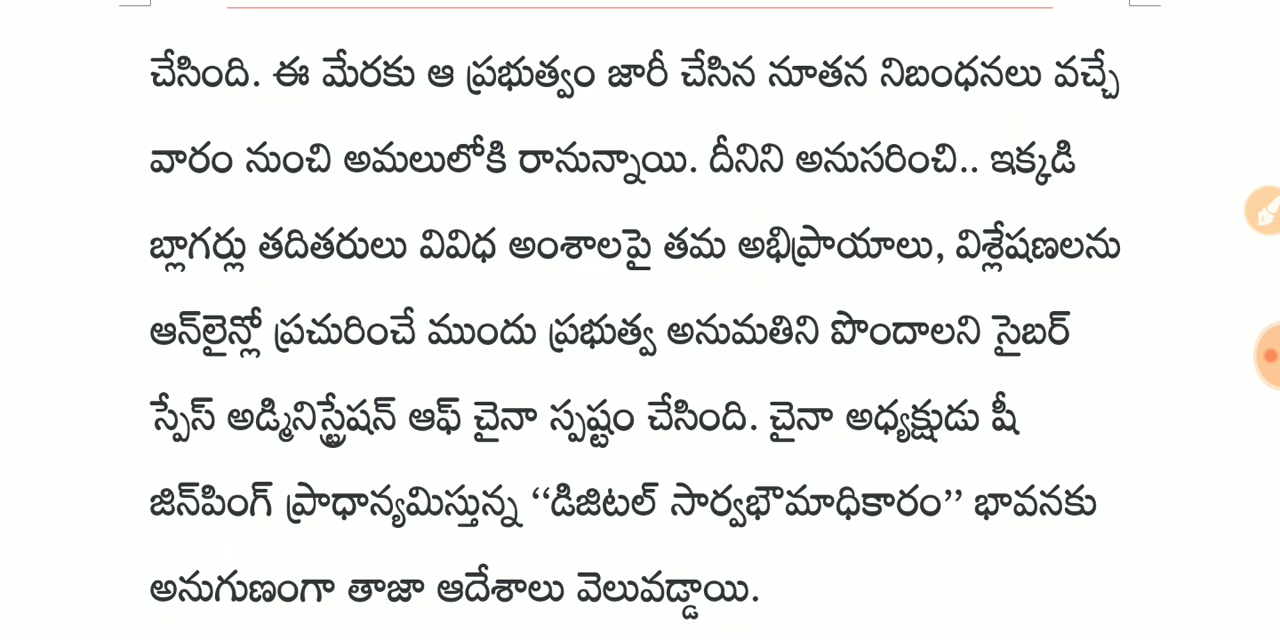 చేసింది. ఈ మేరకు ఆ ప్రభుత్వం జారీ చేసిన నూతన నిబంధనలు వచ్చే
వారం నుంచి అమలులోకి రానున్నాయి. దీనిని అనుసరించి.. ఇక్కడి
బ్లాగర్లు తదితరులు వివిధ అంశాలపై తమ అభిప్రాయాలు, విశ్లేషణలను
ఆన్‌లైన్లో ప్రచురించే ముందు ప్రభుత్వ అనుమతిని పొందాలని సైబర్
స్పేస్ అడ్మినిస్ట్రేషన్ ఆఫ్ చైనా స్పష్టం చేసింది. చైనా అధ్యక్షుడు షీ
జిన్‌పింగ్ ప్రాధాన్యమిస్తున్న “డిజిటల్ సార్వభౌమాధికారం” భావనకు
అనుగుణంగా తాజా ఆదేశాలు వెలువడ్డాయి.